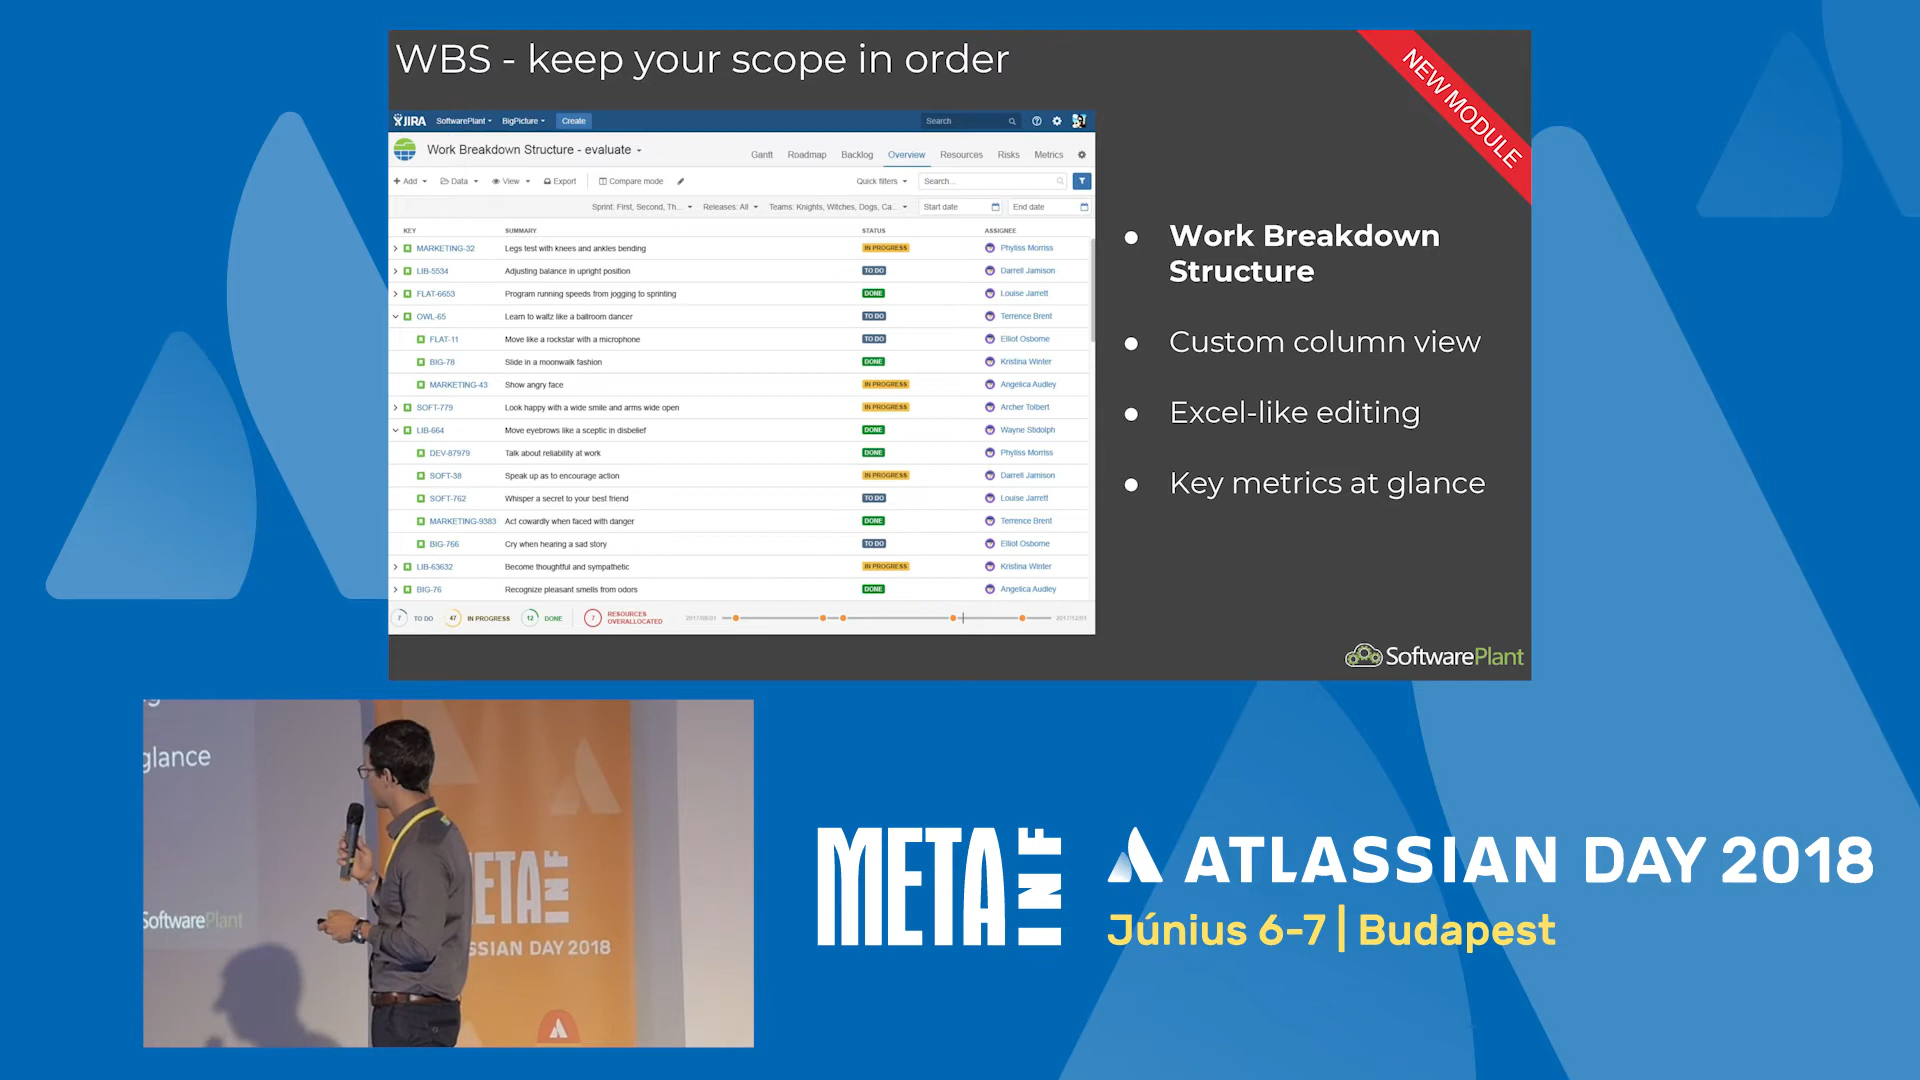 WBS - keep your scope in order
NEW MODULE
JIRA SoftwarePlant BigPicture Create Search
Work Breakdown Structure - evaluate
Gantt Roadmap Backlog Overview Resources Risks Metrics
Add Data View Export Compare mode Quick filters Search...
Sprint: First, Second, Th... Releases: All Teams: Knights, Witches, Dogs, Ca... Start date End date
KEY SUMMARY STATUS ASSIGNEE
MARKETING-32 Legs test with knees and ankles bending IN PROGRESS Phyliss Morriss
LIB-5534 Adjusting balance in upright position TO DO Darrell Jamison
FLAT-6653 Program running speeds from jogging to sprinting DONE Louise Jarrett
OWL-65 Learn to waltz like a ballroom dancer TO DO Terrence Brent
FLAT-11 Move like a rockstar with a microphone TO DO Elliot Osborne
BIG-78 Slide in a moonwalk fashion DONE Kristina Winter
MARKETING-43 Show angry face IN PROGRESS Angelica Audley
SOFT-779 Look happy with a wide smile and arms wide open IN PROGRESS Archer Tolbert
LIB-664 Move eyebrows like a sceptic in disbelief DONE Wayne Stidolph
DEV-87979 Talk about reliability at work DONE Phyliss Morriss
SOFT-38 Speak up as to encourage action IN PROGRESS Darrell Jamison
SOFT-762 Whisper a secret to your best friend TO DO Louise Jarrett
MARKETING-9383 Act cowardly when faced with danger DONE Terrence Brent
BIG-766 Cry when hearing a sad story TO DO Elliot Osborne
LIB-63632 Become thoughtful and sympathetic IN PROGRESS Kristina Winter
BIG-76 Recognize pleasant smells from odors DONE Angelica Audley
7 TO DO 47 IN PROGRESS 12 DONE 7 RESOURCES OVERALLOCATED 2017/08/01 2017/12/01
• Work Breakdown
Structure
• Custom column view
• Excel-like editing
• Key metrics at glance
SoftwarePlant
glance
SoftwarePlant
ETA INF
SSIAN DAY 2018
META INF
ATLASSIAN DAY 2018
Június 6-7 | Budapest